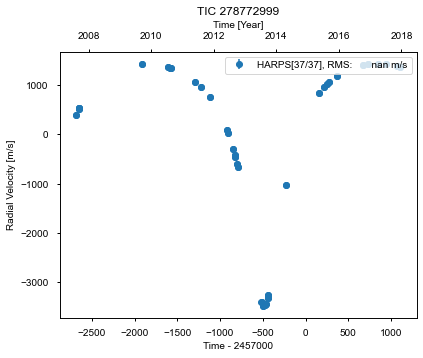 TIC 278772999
Time [Year]
2008 2010 2012 2014 2016 2018
HARPS[37/37], RMS: nan m/s
1000
0
−1000
−2000
−3000
Radial Velocity [m/s]
−2500 −2000 −1500 −1000 −500 0 500 1000
Time - 2457000